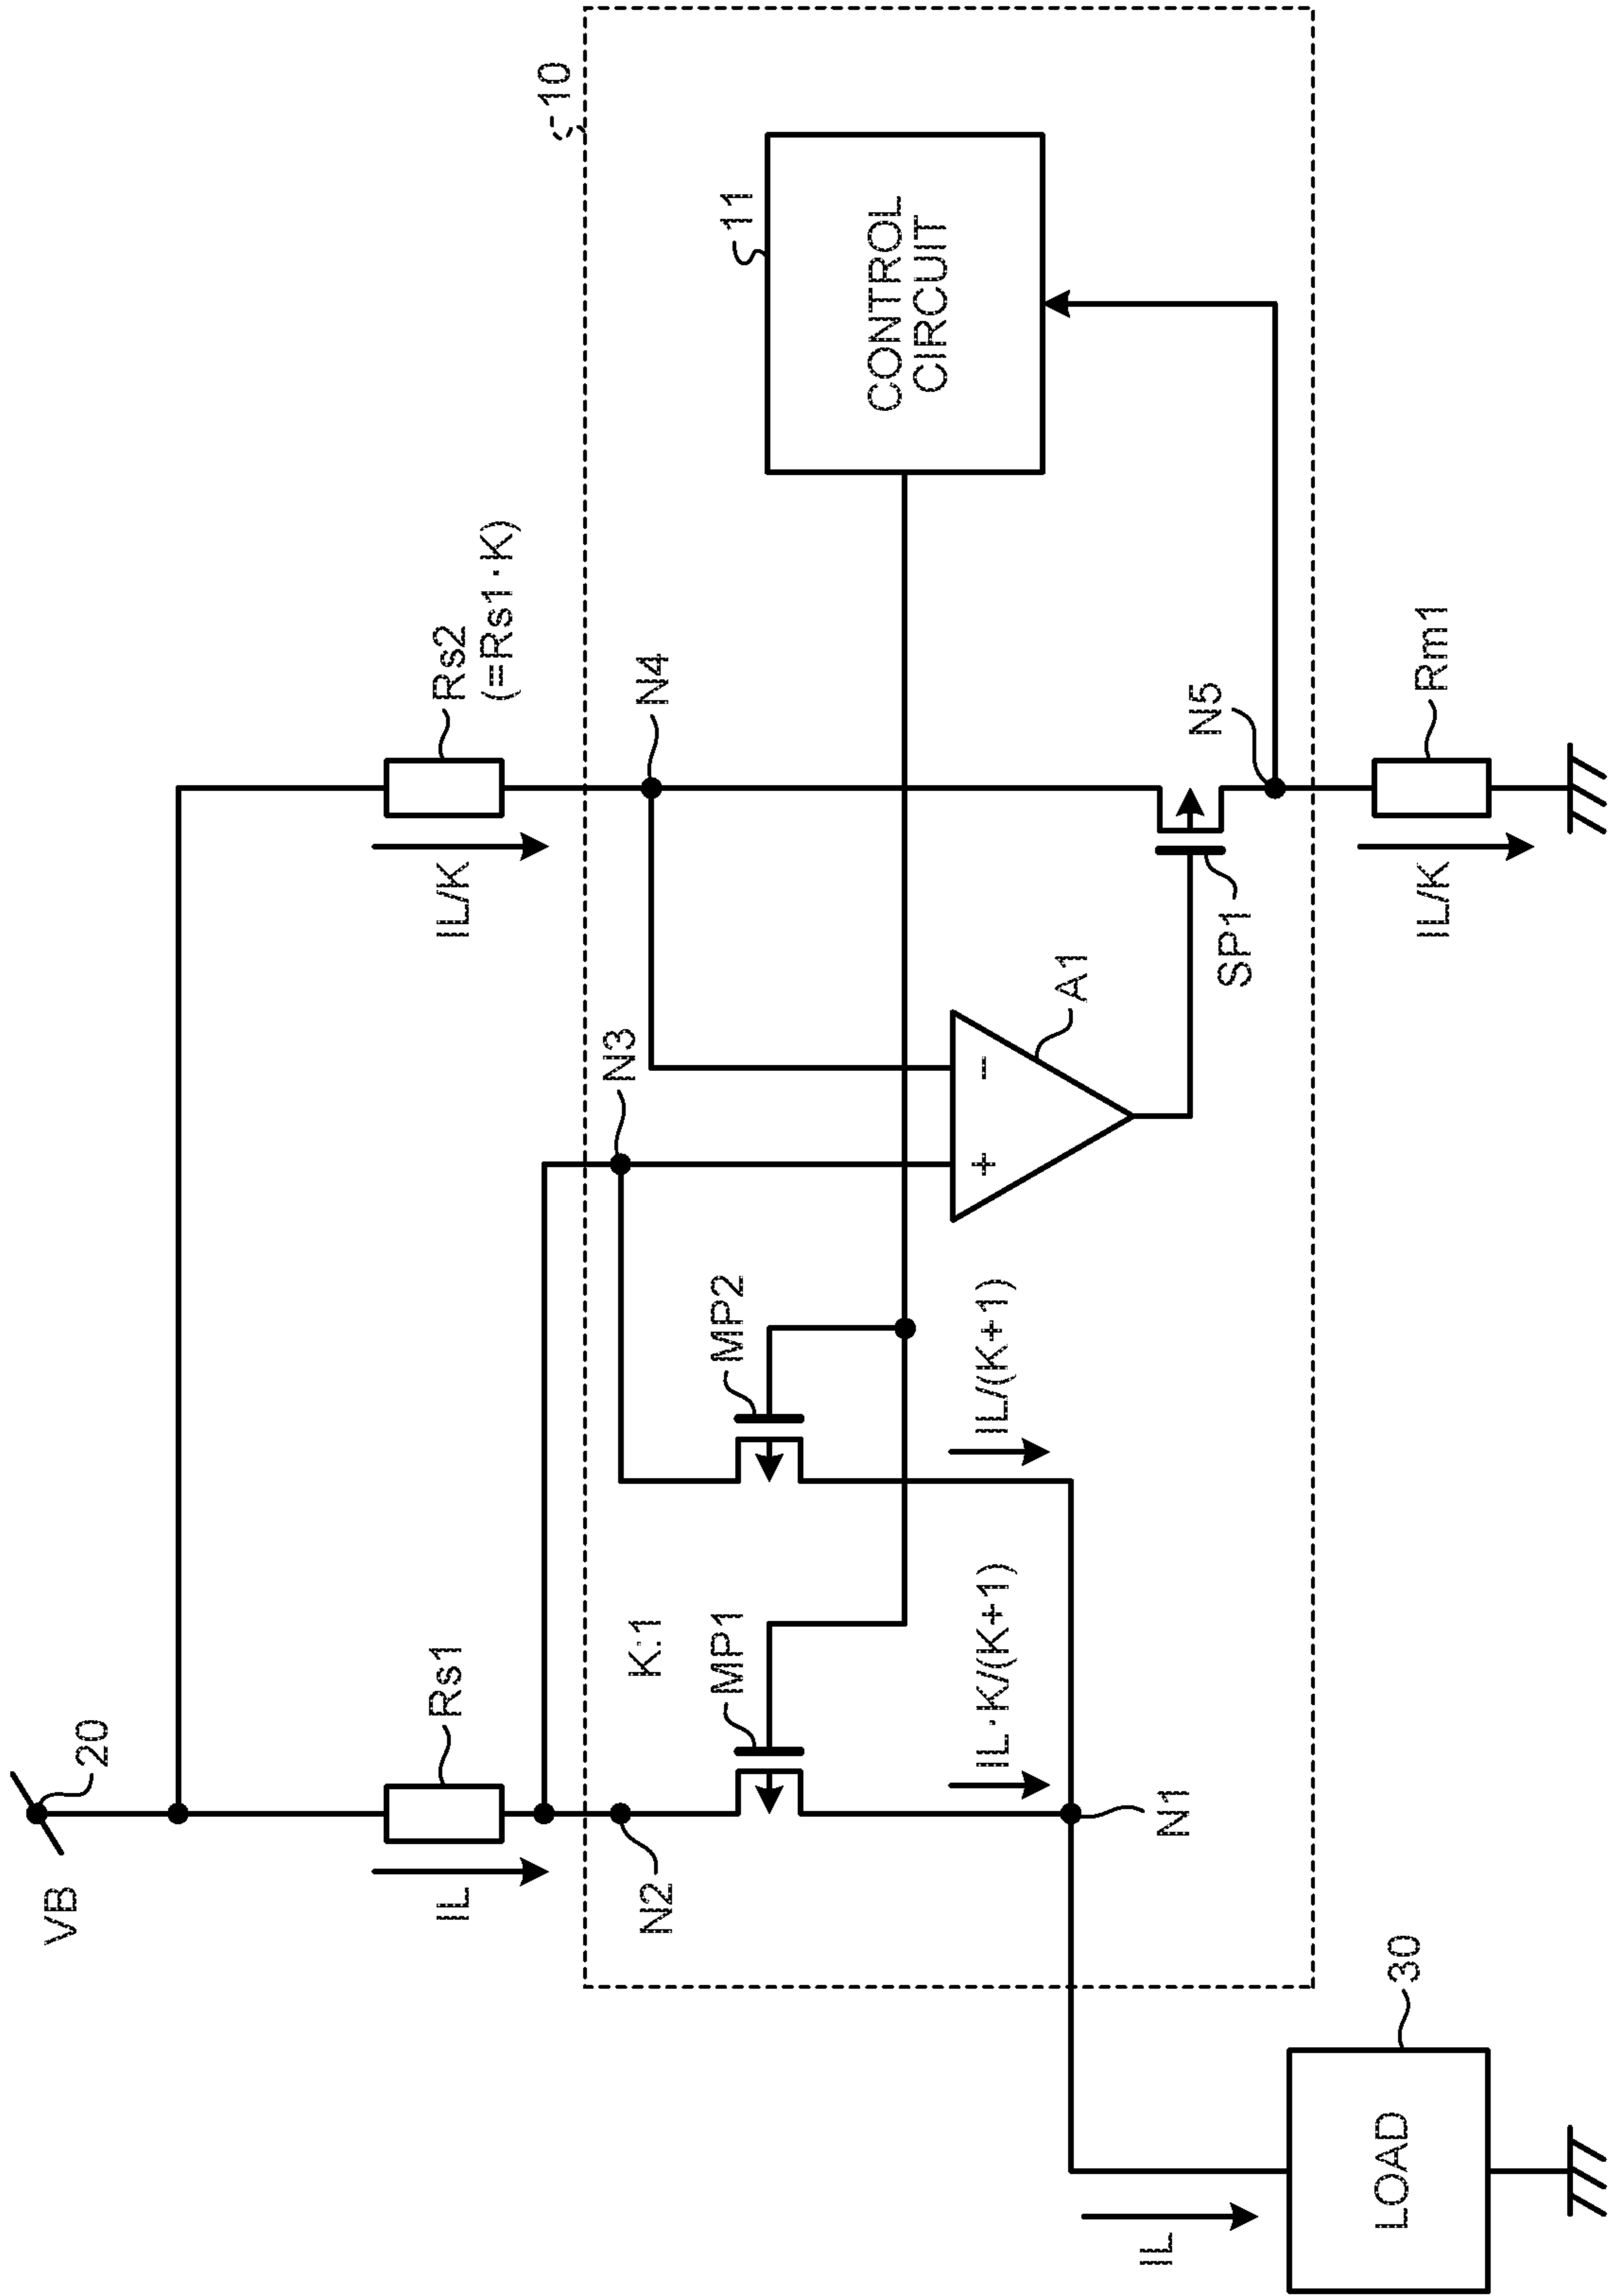 VB
20
Rs1
IL
Rs2
(=Rs1·K)
IL/K
10
N2
N3
N4
K:1
MP1
MP2
11
CONTROL
CIRCUIT
+
−
A1
IL·K/(K+1)
IL/(K+1)
N1
SP1
N5
IL
LOAD
30
Rm1
IL/K